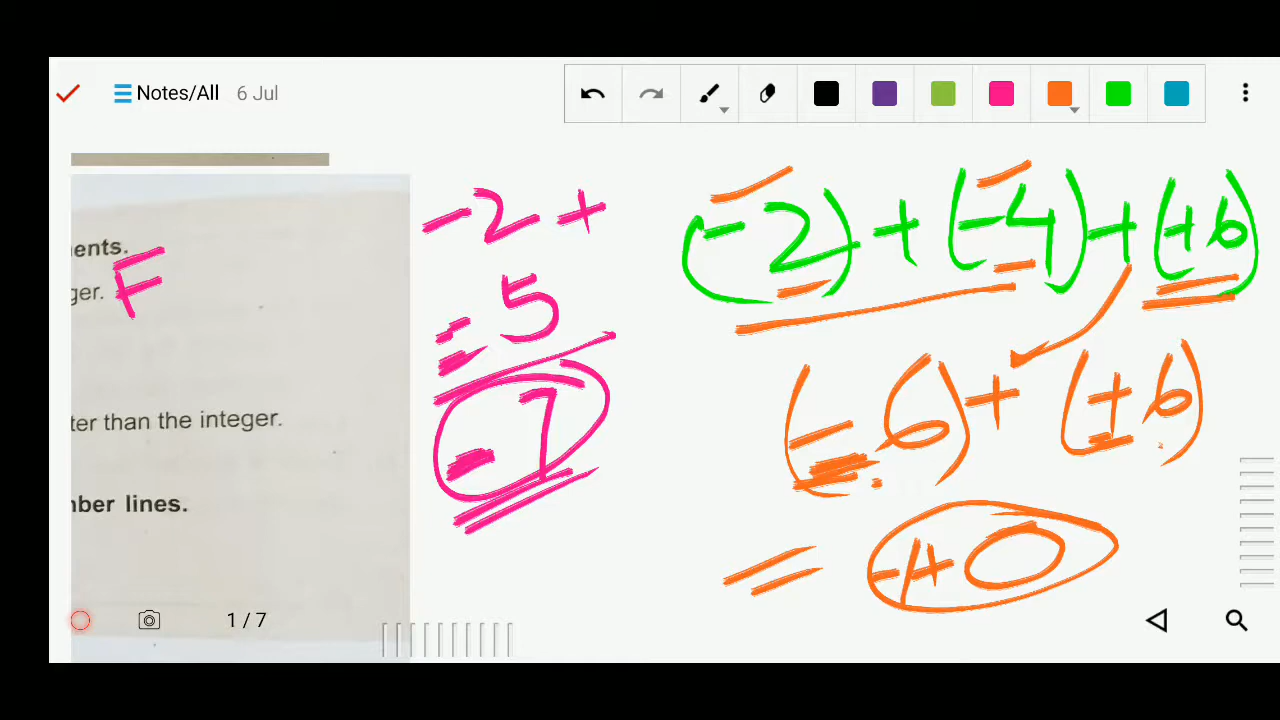 Notes/All 6 Jul
ents.
ger. F
ter than the integer.
nber lines.
-2 +
-5
-7
(-2) + (-4) + (+6)
(-6) + (+6)
= -/+0
1 / 7